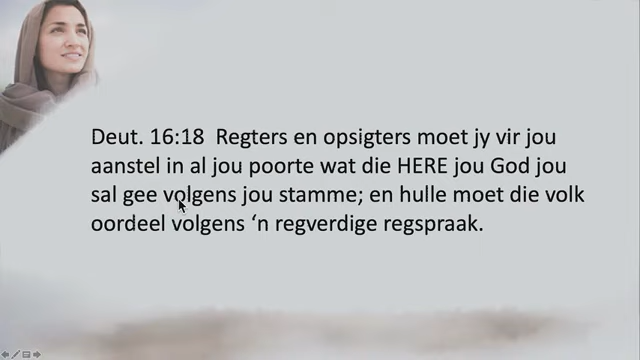 Deut. 16:18  Regters en opsigters moet jy vir jou
aanstel in al jou poorte wat die HERE jou God jou
sal gee volgens jou stamme; en hulle moet die volk
oordeel volgens ‘n regverdige regspraak.